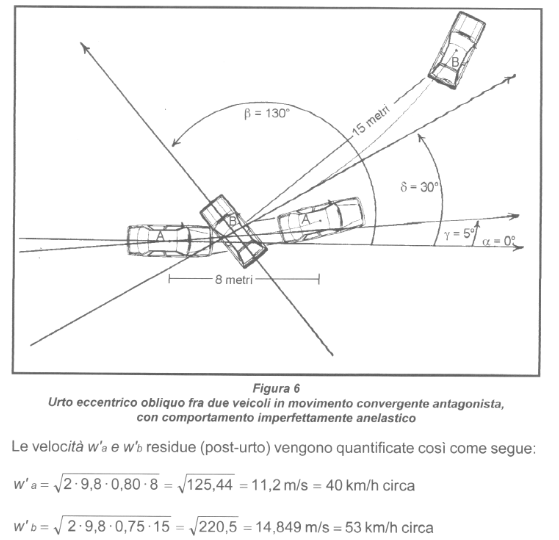 B
β = 130°
15 metri
δ = 30°
A
B
A
γ = 5°
α = 0°
8 metri
Figura 6
Urto eccentrico obliquo fra due veicoli in movimento convergente antagonista,
con comportamento imperfettamente anelastico
Le velocità w'a e w'b residue (post-urto) vengono quantificate così come segue:
w' a = √2·9,8·0,80·8 = √125,44 = 11,2 m/s = 40 km/h circa
w' b = √2·9,8·0,75·15 = √220,5 = 14,849 m/s = 53 km/h circa